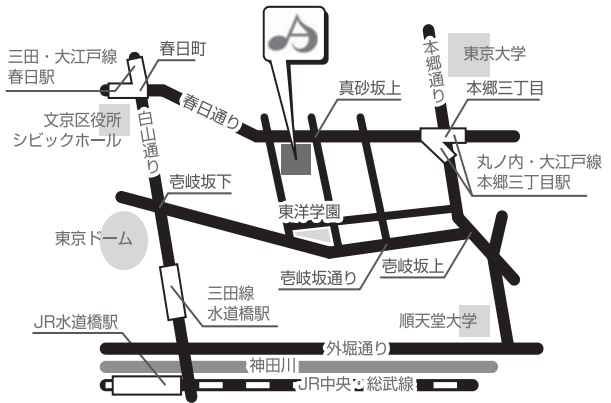 三田・大江戸線
春日駅
春日町
文京区役所
シビックホール
白山通り
春日通り
真砂坂上
本郷通り
東京大学
本郷三丁目
丸ノ内・大江戸線
本郷三丁目駅
壱岐坂下
東洋学園
東京ドーム
壱岐坂通り
壱岐坂上
三田線
水道橋駅
順天堂大学
JR水道橋駅
外堀通り
神田川
JR中央・総武線